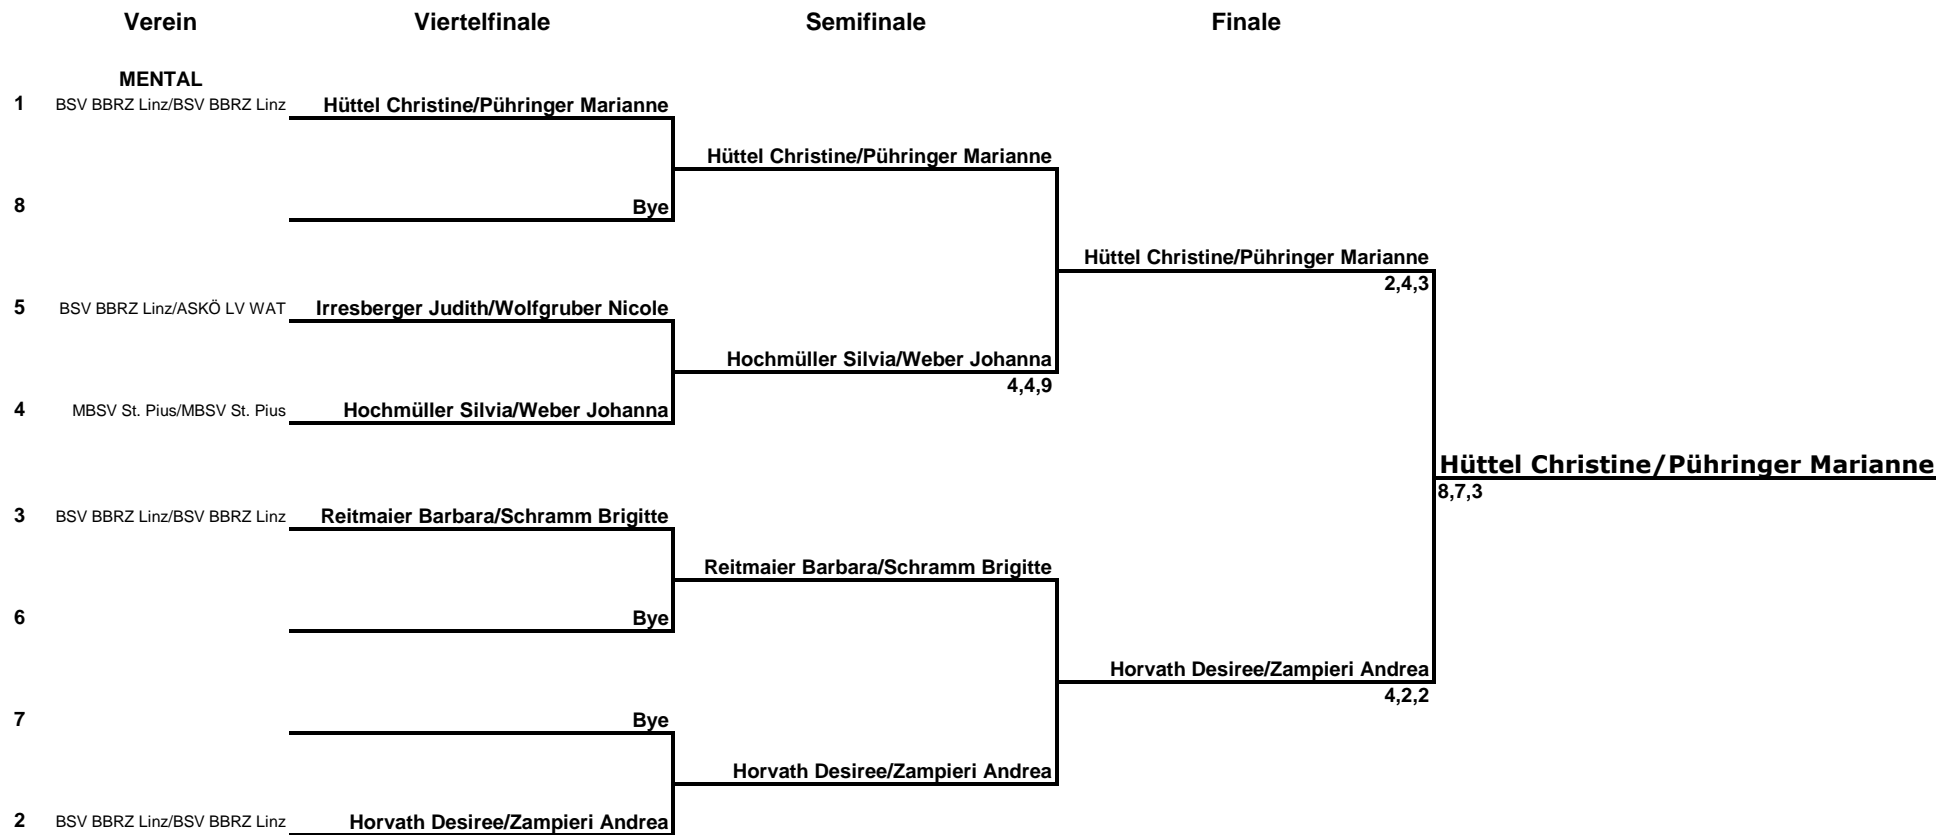 Verein Viertelfinale Semifinale Finale
MENTAL
1 BSV BBRZ Linz/BSV BBRZ Linz Hüttel Christine/Pühringer Marianne
Hüttel Christine/Pühringer Marianne
8 Bye
Hüttel Christine/Pühringer Marianne
2,4,3
5 BSV BBRZ Linz/ASKÖ LV WAT Irresberger Judith/Wolfgruber Nicole
Hochmüller Silvia/Weber Johanna
4,4,9
4 MBSV St. Pius/MBSV St. Pius Hochmüller Silvia/Weber Johanna
Hüttel Christine/Pühringer Marianne
8,7,3
3 BSV BBRZ Linz/BSV BBRZ Linz Reitmaier Barbara/Schramm Brigitte
Reitmaier Barbara/Schramm Brigitte
6 Bye
Horvath Desiree/Zampieri Andrea
4,2,2
7 Bye
Horvath Desiree/Zampieri Andrea
2 BSV BBRZ Linz/BSV BBRZ Linz Horvath Desiree/Zampieri Andrea